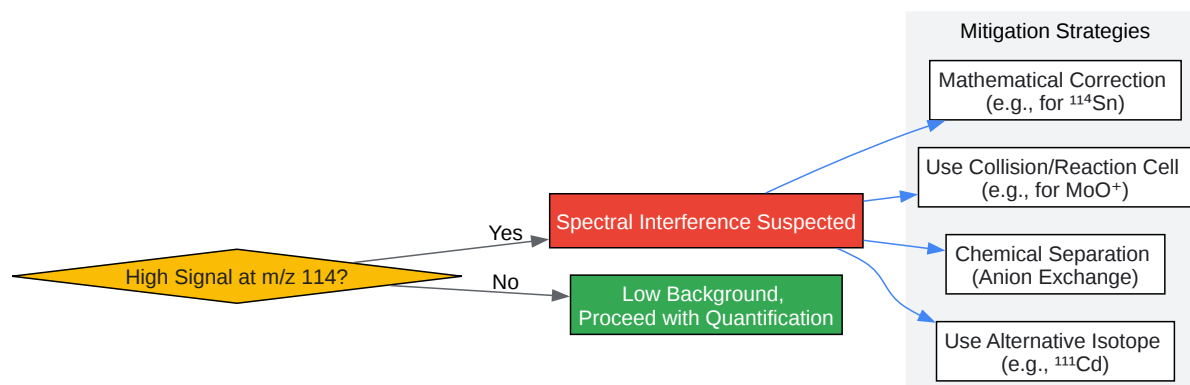 Mitigation Strategies
Mathematical Correction
(e.g., for ¹¹⁴Sn)
Use Collision/Reaction Cell
(e.g., for MoO⁺)
Spectral Interference Suspected
Yes
Chemical Separation
(Anion Exchange)
High Signal at m/z 114?
No
Low Background,
Proceed with Quantification
Use Alternative Isotope
(e.g., ¹¹¹Cd)